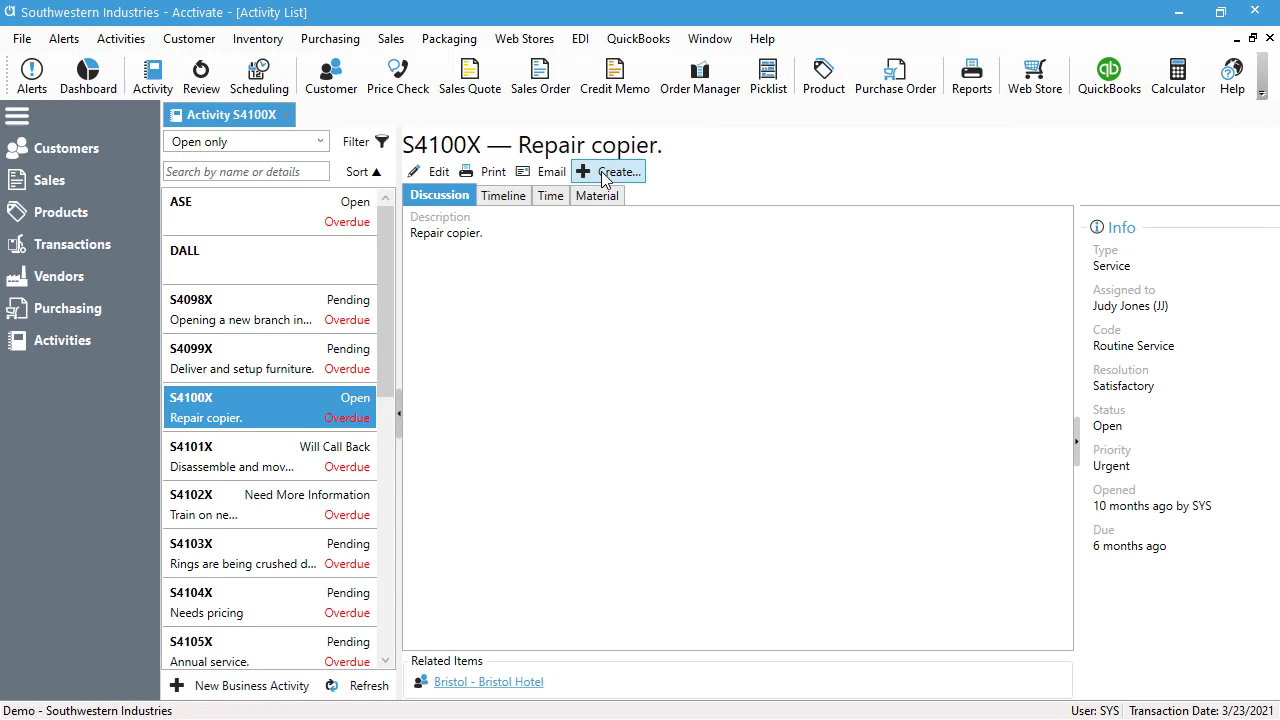 Southwestern Industries - Acctivate - [Activity List]
File Alerts Activities Customer Inventory Purchasing Sales Packaging Web Stores EDI QuickBooks Window Help
Alerts Dashboard Activity Review Scheduling Customer Price Check Sales Quote Sales Order Credit Memo Order Manager Picklist Product Purchase Order Reports Web Store QuickBooks Calculator Help
Customers
Sales
Products
Transactions
Vendors
Purchasing
Activities
Activity S4100X
Open only
Filter
Search by name or details
Sort
ASE Open
Overdue
DALL
S4098X Pending
Opening a new branch in... Overdue
S4099X Pending
Deliver and setup furniture. Overdue
S4100X Open
Repair copier. Overdue
S4101X Will Call Back
Disassemble and mov... Overdue
S4102X Need More Information
Train on ne... Overdue
S4103X Pending
Rings are being crushed d... Overdue
S4104X Pending
Needs pricing Overdue
S4105X Pending
Annual service. Overdue
New Business Activity Refresh
S4100X — Repair copier.
Edit Print Email Create...
Discussion Timeline Time Material
Description
Repair copier.
Related Items
Bristol - Bristol Hotel
Info
Type
Service
Assigned to
Judy Jones (JJ)
Code
Routine Service
Resolution
Satisfactory
Status
Open
Priority
Urgent
Opened
10 months ago by SYS
Due
6 months ago
Demo - Southwestern Industries
User: SYS Transaction Date: 3/23/2021